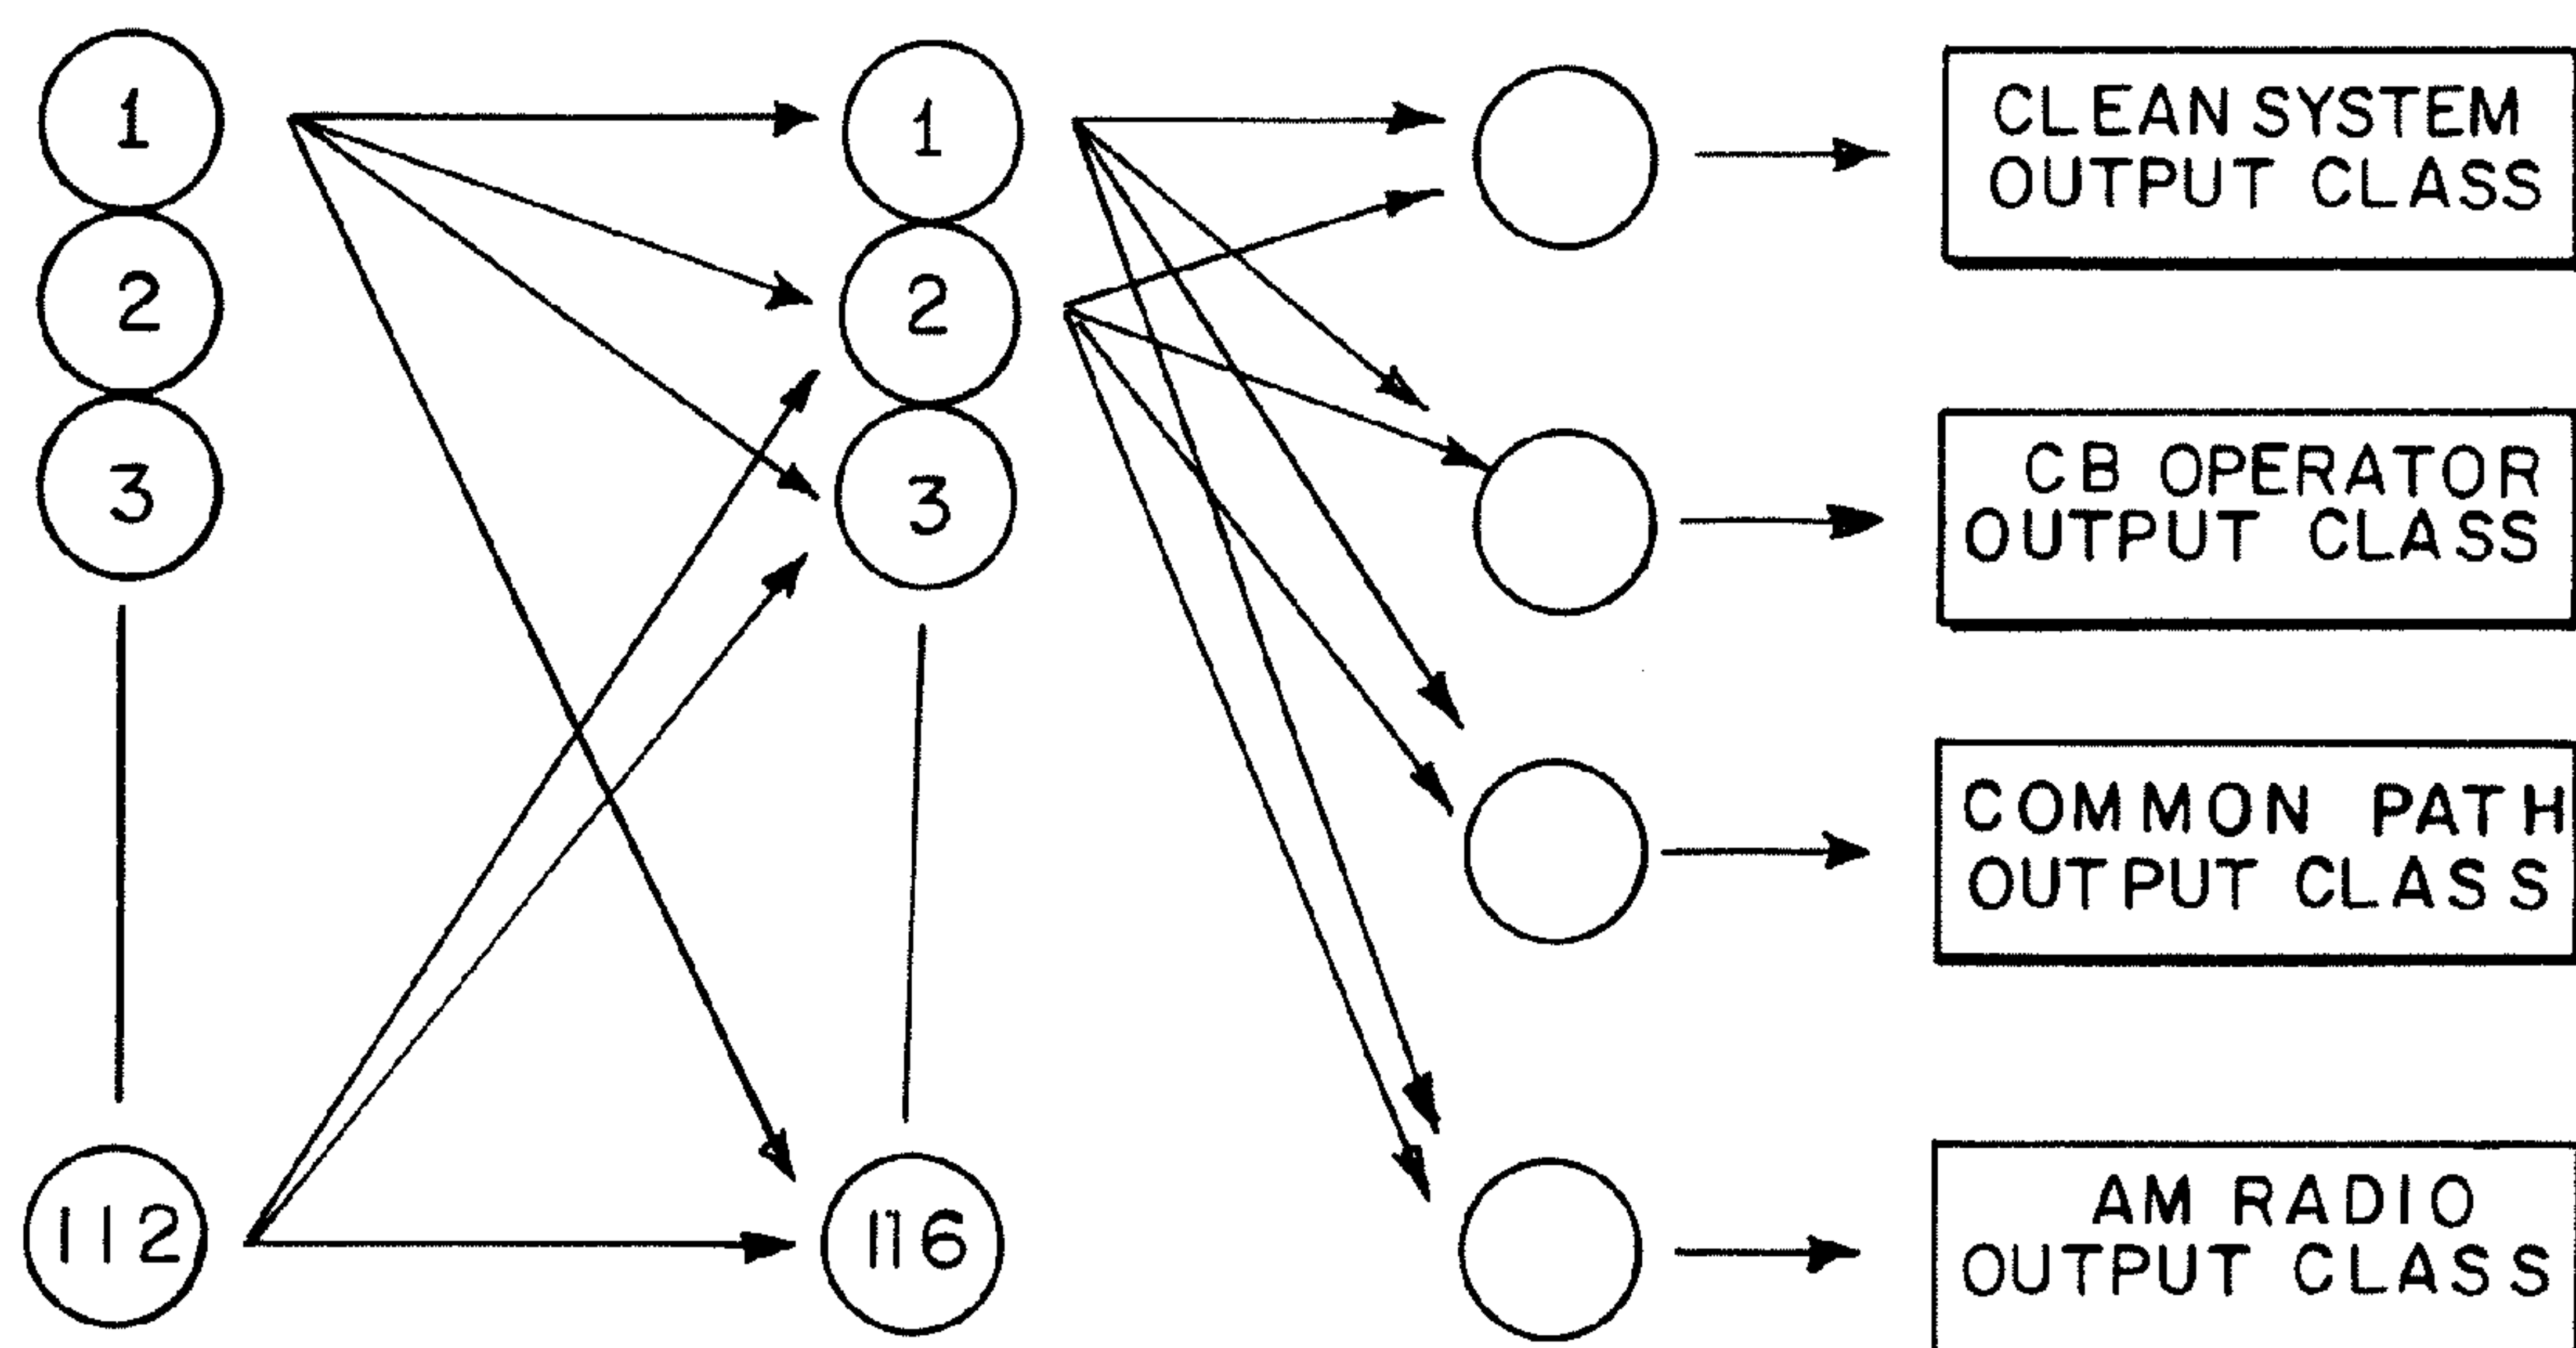 1
2
3
112
1
2
3
116
CLEAN SYSTEM
OUTPUT CLASS
CB OPERATOR
OUTPUT CLASS
COMMON PATH
OUTPUT CLASS
AM RADIO
OUTPUT CLASS